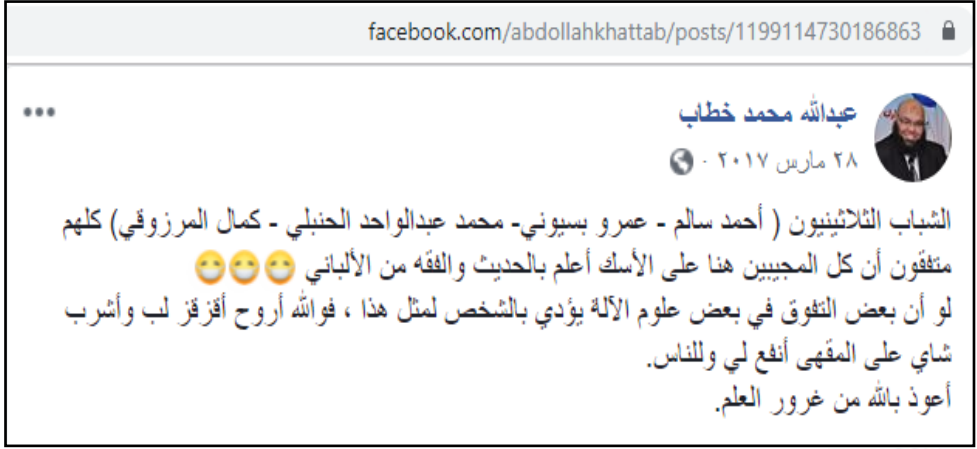 facebook.com/abdollahkhattab/posts/1199114730186863
عبدالله محمد خطاب
٢٨ مارس ٢٠١٧ ·
الشباب الثلاثينيون ( أحمد سالم - عمرو بسيوني- محمد عبدالواحد الحنبلي - كمال المرزوقي) كلهم
متفقون أن كل المجيبين هنا على الأسك أعلم بالحديث والفقه من الألباني 😁😁😁
لو أن بعض التفوق في بعض علوم الآلة يؤدي بالشخص لمثل هذا ، فوالله أروح أقزقز لب وأشرب
شاي على المقهى أنفع لي وللناس.
أعوذ بالله من غرور العلم.